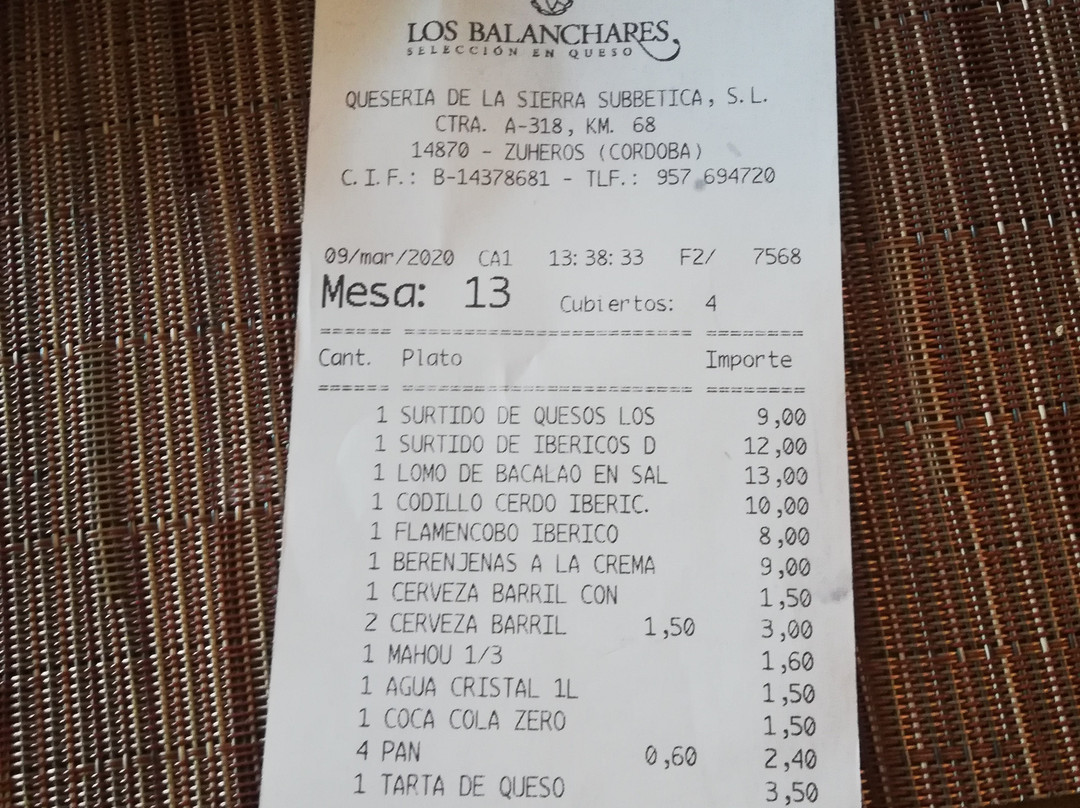 LOS BALANCHARES
SELECCIÓN EN QUESO
QUESERIA DE LA SIERRA SUBBETICA, S.L.
CTRA. A-318, KM. 68
14870 - ZUHEROS (CORDOBA)
C.I.F.: B-14378681 - TLF.: 957 694720
09/mar/2020 CA1 13:38:33 F2/ 7568
Mesa: 13 Cubiertos: 4
====== ======================== ========
Cant. Plato Importe
====== ======================== ========
1 SURTIDO DE QUESOS LOS 9,00
1 SURTIDO DE IBERICOS D 12,00
1 LOMO DE BACALAO EN SAL 13,00
1 CODILLO CERDO IBERIC. 10,00
1 FLAMENCOBO IBERICO 8,00
1 BERENJENAS A LA CREMA 9,00
1 CERVEZA BARRIL CON 1,50
2 CERVEZA BARRIL 1,50 3,00
1 MAHOU 1/3 1,60
1 AGUA CRISTAL 1L 1,50
1 COCA COLA ZERO 1,50
4 PAN 0,60 2,40
1 TARTA DE QUESO 3,50